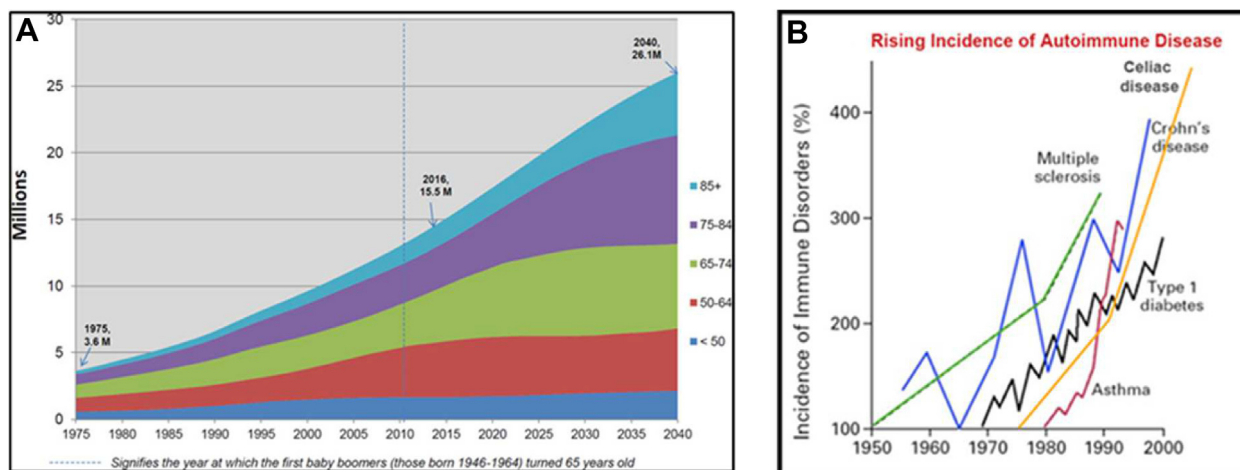 A
30
25
20
15
10
5
0
Millions
1975,
3.6 M
2016,
15.5 M
2040,
26.1M
85+
75-84
65-74
50-64
< 50
1975 1980 1985 1990 1995 2000 2005 2010 2015 2020 2025 2030 2035 2040
Signifies the year at which the first baby boomers (those born 1946-1964) turned 65 years old
B
Rising Incidence of Autoimmune Disease
Incidence of Immune Disorders (%)
400
300
200
100
Celiac
disease
Crohn's
disease
Multiple
sclerosis
Type 1
diabetes
Asthma
1950 1960 1970 1980 1990 2000